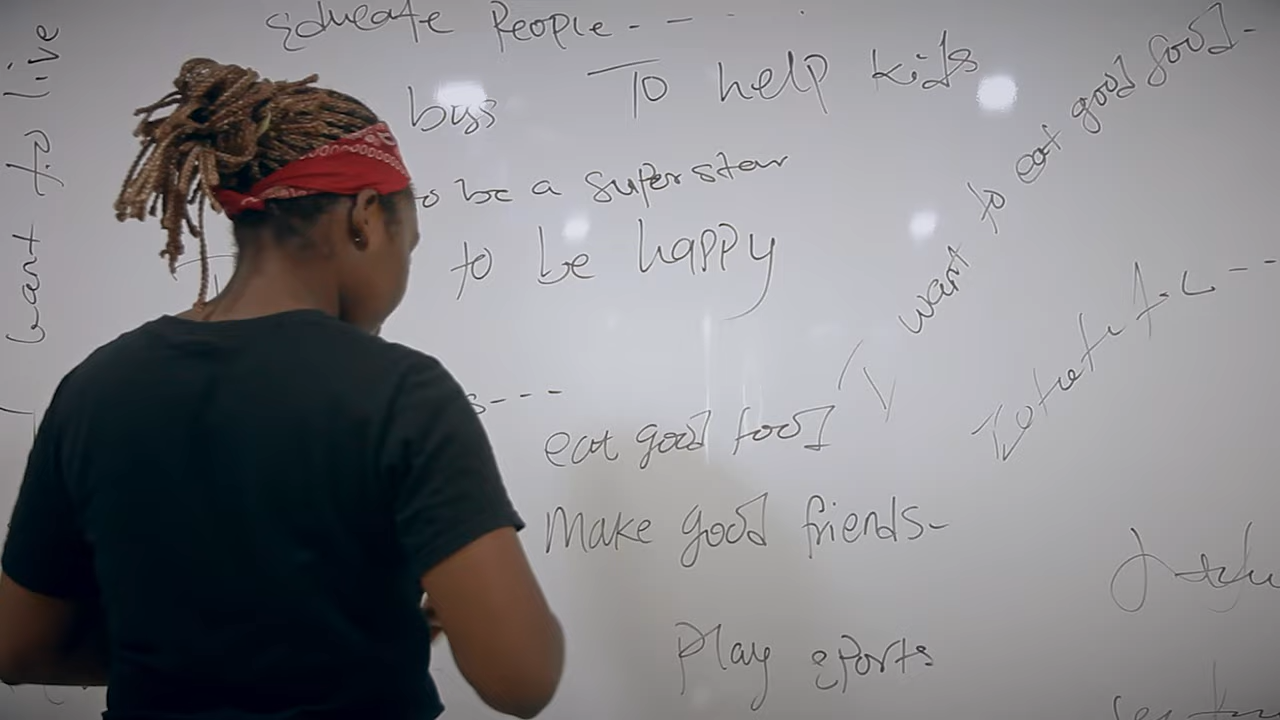 Educate People - - -
I want to live
boss
To help kids
to be a superstar
to be happy
I want to eat good food -
eat good food
Make good friends -
Play sports